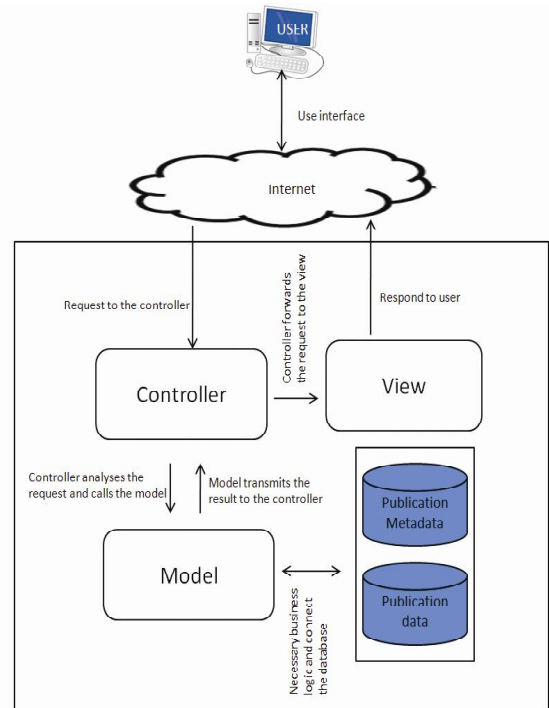 USER
Use interface
Internet
Request to the controller
Controller forwards
the request to the view
Respond to user
Controller
View
Controller analyses the
request and calls the model
Model transmits the
result to the controller
Publication
Metadata
Model
Publication
data
Necessary business
logic and connect
the database